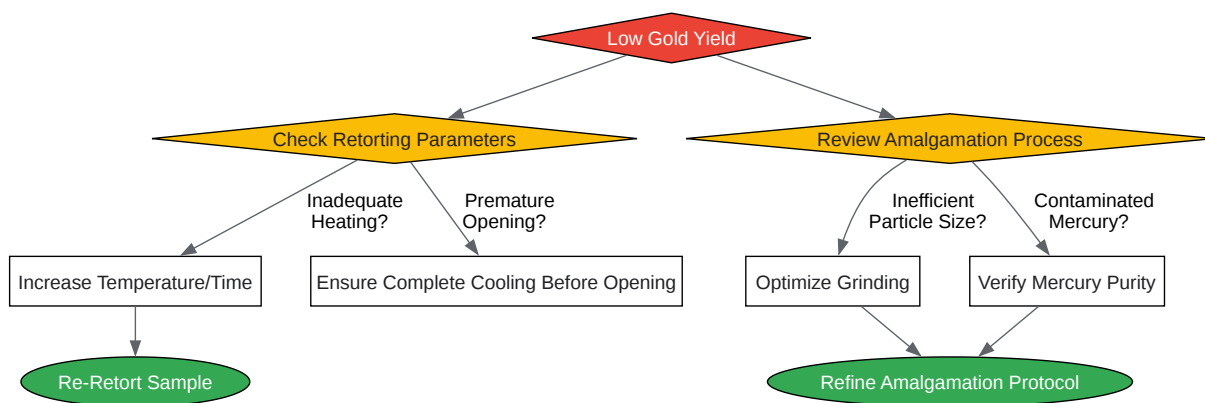 Low Gold Yield
Check Retorting Parameters
Review Amalgamation Process
Inadequate
Heating?
Premature
Opening?
Inefficient
Particle Size?
Contaminated
Mercury?
Increase Temperature/Time
Ensure Complete Cooling Before Opening
Optimize Grinding
Verify Mercury Purity
Re-Retort Sample
Refine Amalgamation Protocol